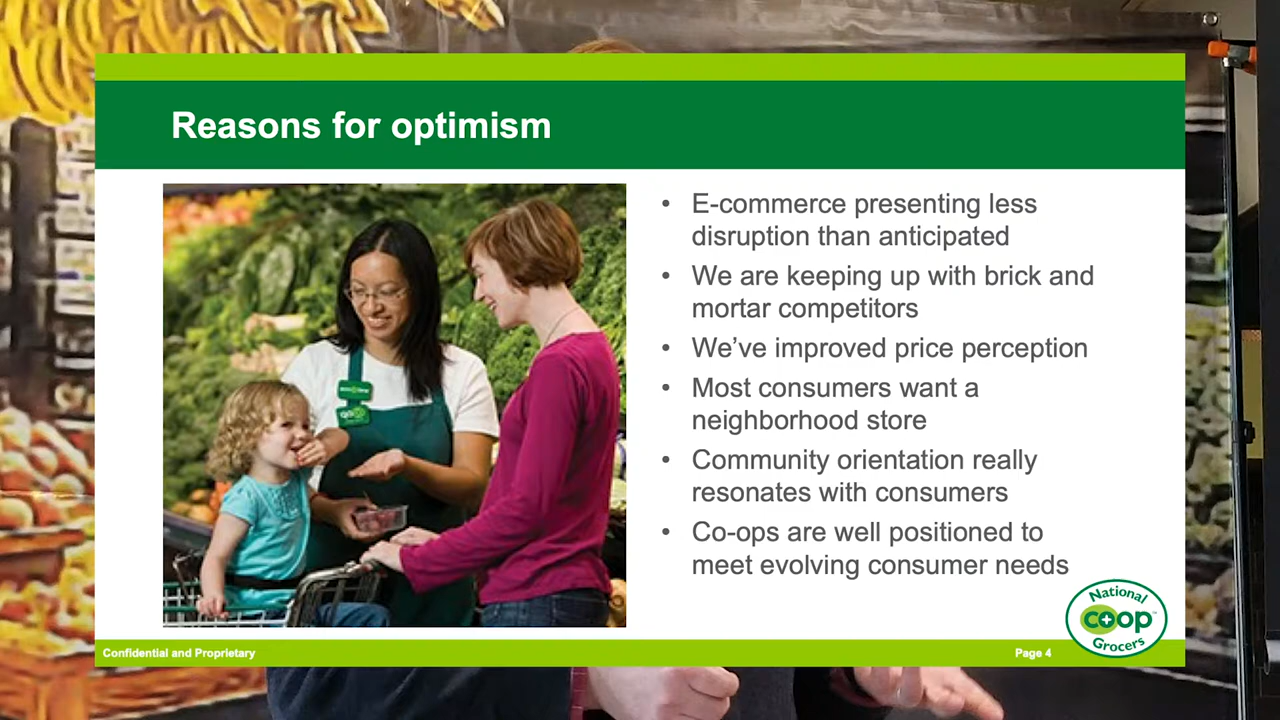 Reasons for optimism
• E-commerce presenting less
disruption than anticipated
• We are keeping up with brick and
mortar competitors
• We’ve improved price perception
• Most consumers want a
neighborhood store
• Community orientation really
resonates with consumers
• Co-ops are well positioned to
meet evolving consumer needs
National
co+op™
Grocers
Confidential and Proprietary
Page 4